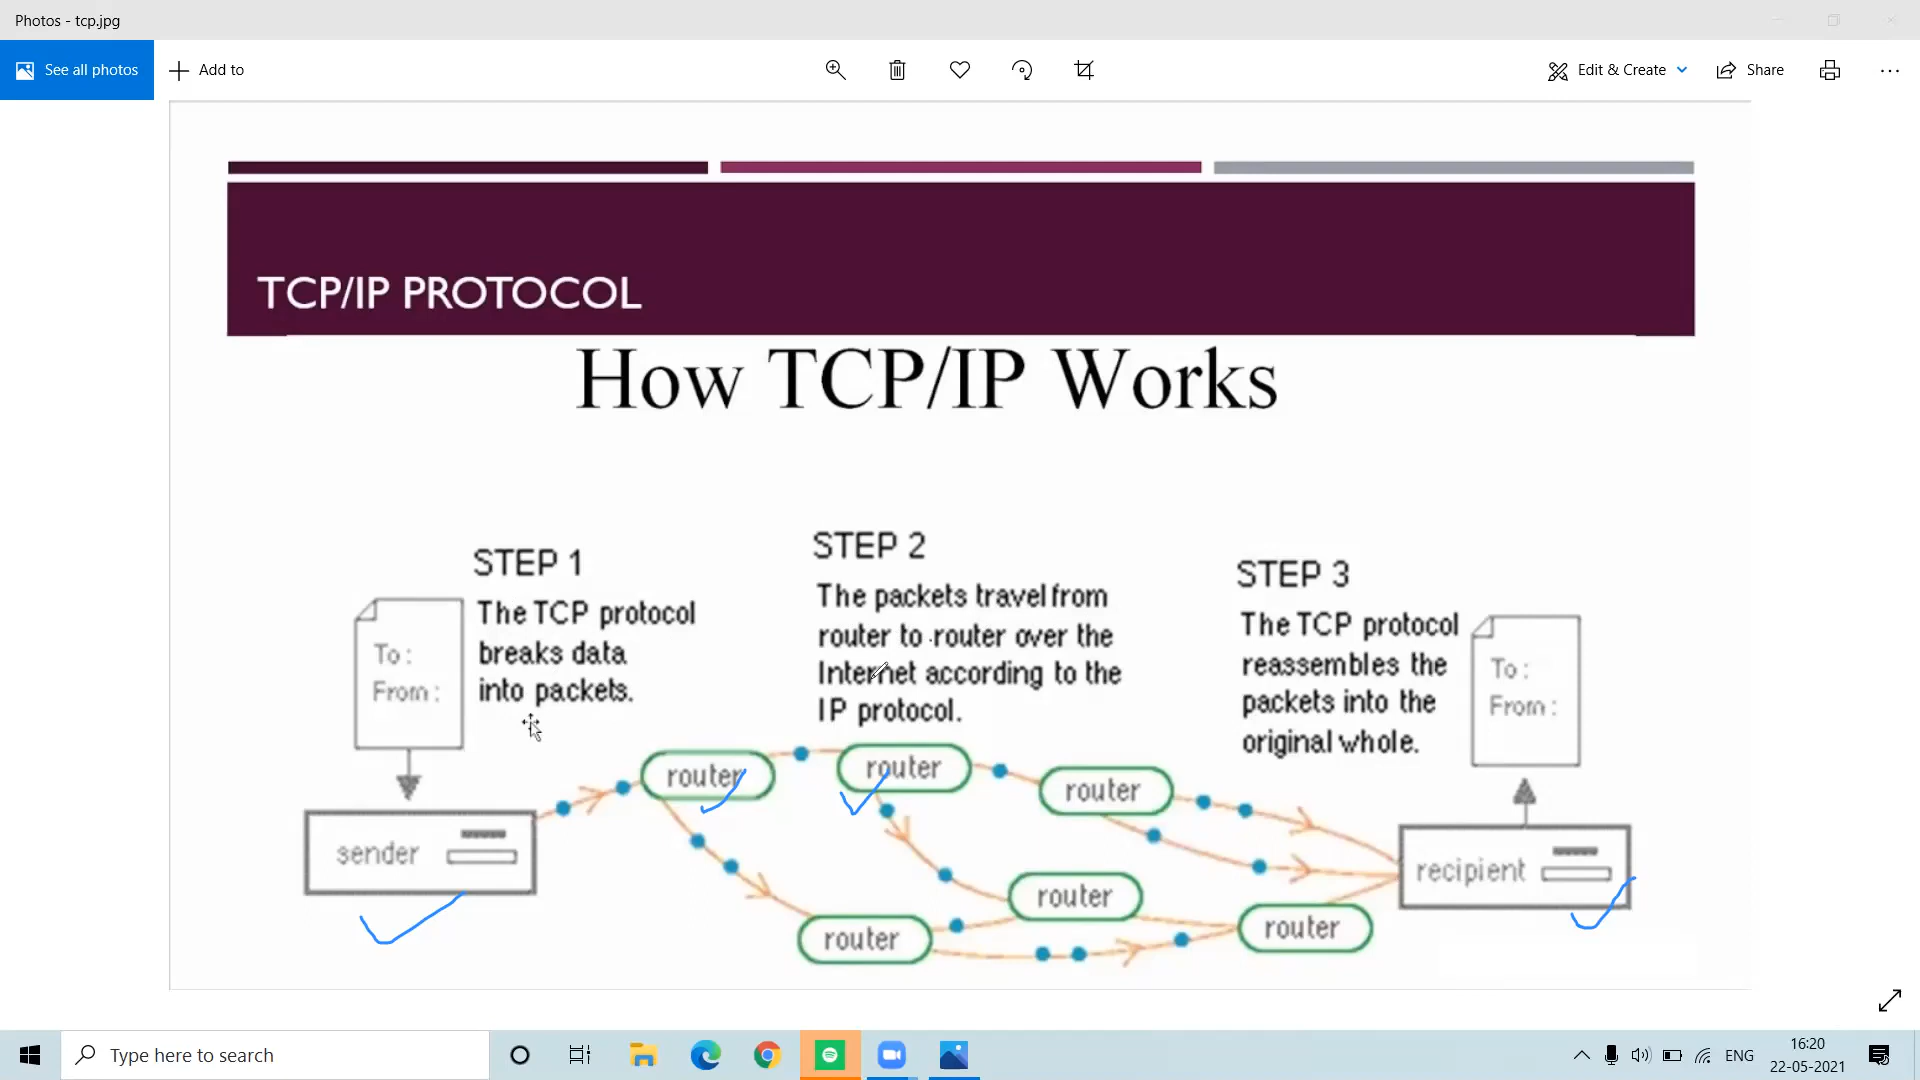 Photos - tcp.jpg
See all photos
Add to
Edit & Create
Share
TCP/IP PROTOCOL
How TCP/IP Works
STEP 1
The TCP protocol
breaks data
into packets.
STEP 2
The packets travel from
router to router over the
Internet according to the
IP protocol.
STEP 3
The TCP protocol
reassembles the
packets into the
original whole.
To :
From :
To :
From :
router
router
router
sender
recipient
router
router
router
Type here to search
ENG
16:20
22-05-2021